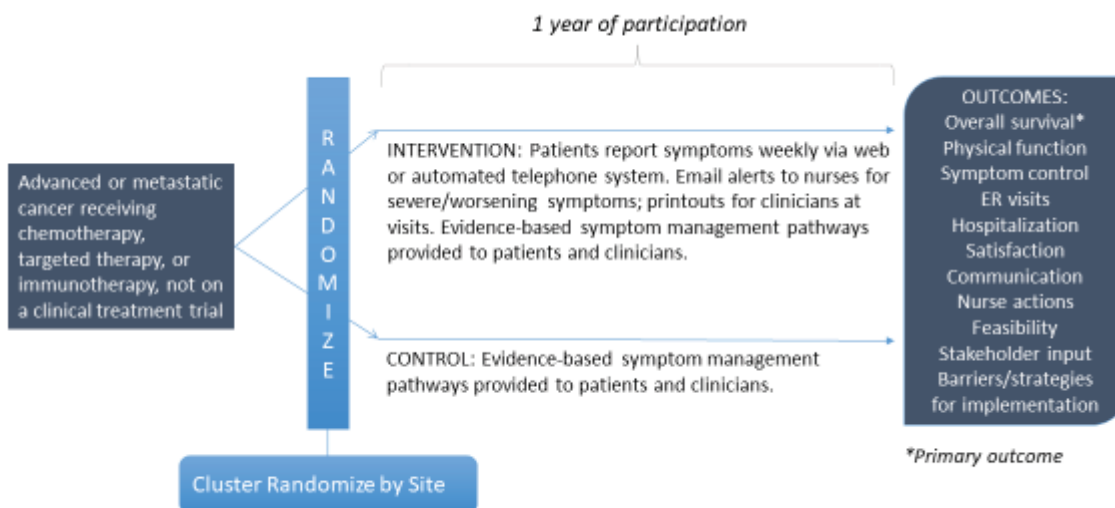 1 year of participation
Advanced or metastatic
cancer receiving
chemotherapy,
targeted therapy, or
immunotherapy, not on
a clinical treatment trial
R
A
N
D
O
M
I
Z
E
INTERVENTION: Patients report symptoms weekly via web
or automated telephone system. Email alerts to nurses for
severe/worsening symptoms; printouts for clinicians at
visits. Evidence-based symptom management pathways
provided to patients and clinicians.
CONTROL: Evidence-based symptom management
pathways provided to patients and clinicians.
OUTCOMES:
Overall survival*
Physical function
Symptom control
ER visits
Hospitalization
Satisfaction
Communication
Nurse actions
Feasibility
Stakeholder input
Barriers/strategies
for implementation
*Primary outcome
Cluster Randomize by Site